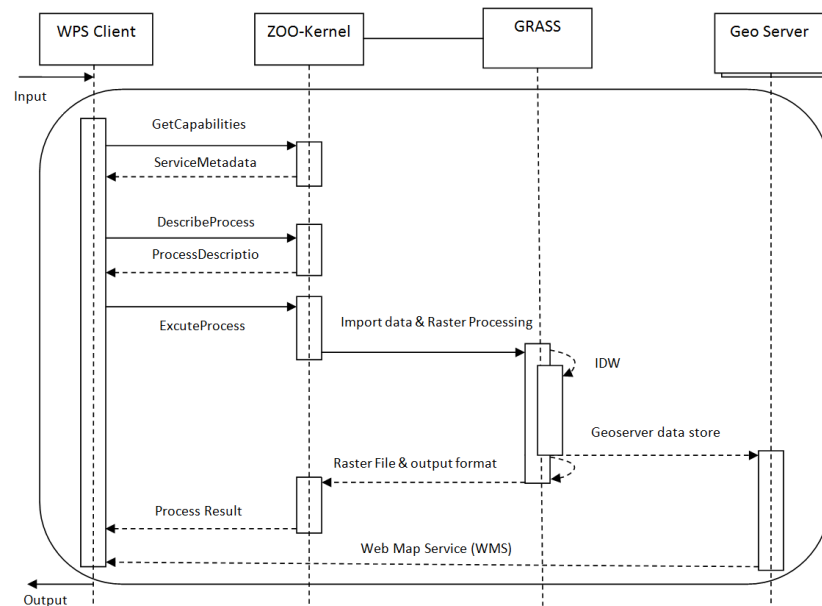 WPS Client
ZOO-Kernel
GRASS
Geo Server
Input
GetCapabilities
ServiceMetadata
DescribeProcess
ProcessDescriptio
ExcuteProcess
Import data & Raster Processing
IDW
Geoserver data store
Raster File & output format
Process Result
Web Map Service (WMS)
Output